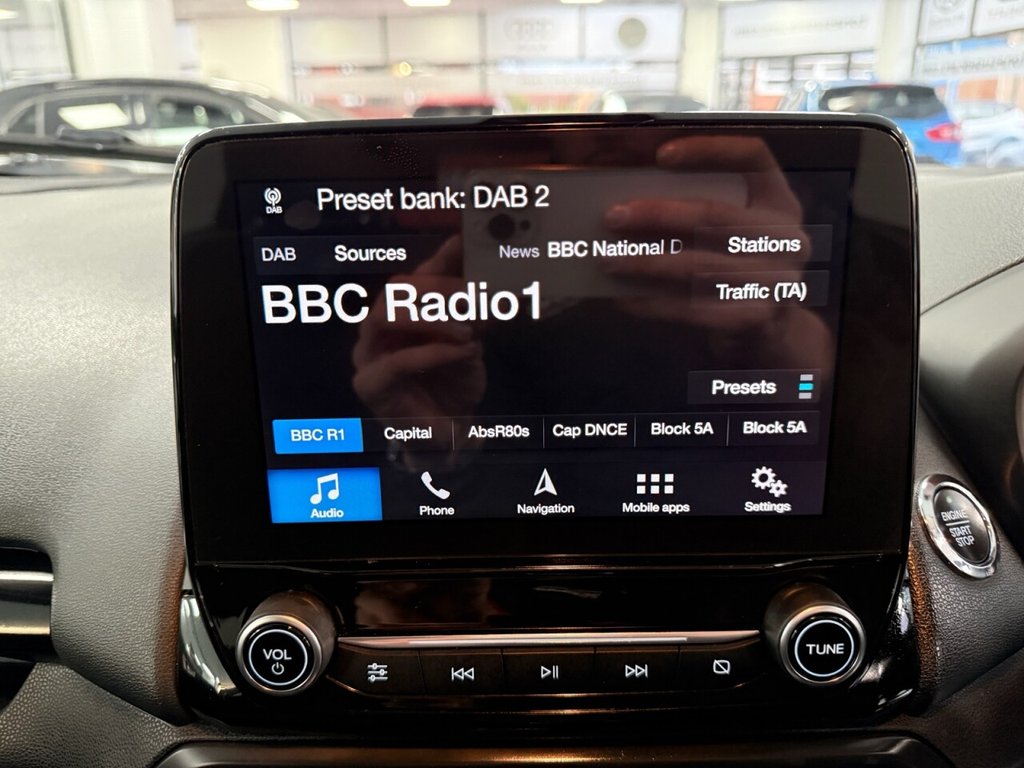 DAB
Preset bank: DAB 2
DAB Sources News BBC National D Stations
BBC Radio1
Traffic (TA)
Presets
BBC R1 Capital AbsR80s Cap DNCE Block 5A Block 5A
Audio Phone Navigation Mobile apps Settings
ENGINE
START
STOP
VOL
TUNE